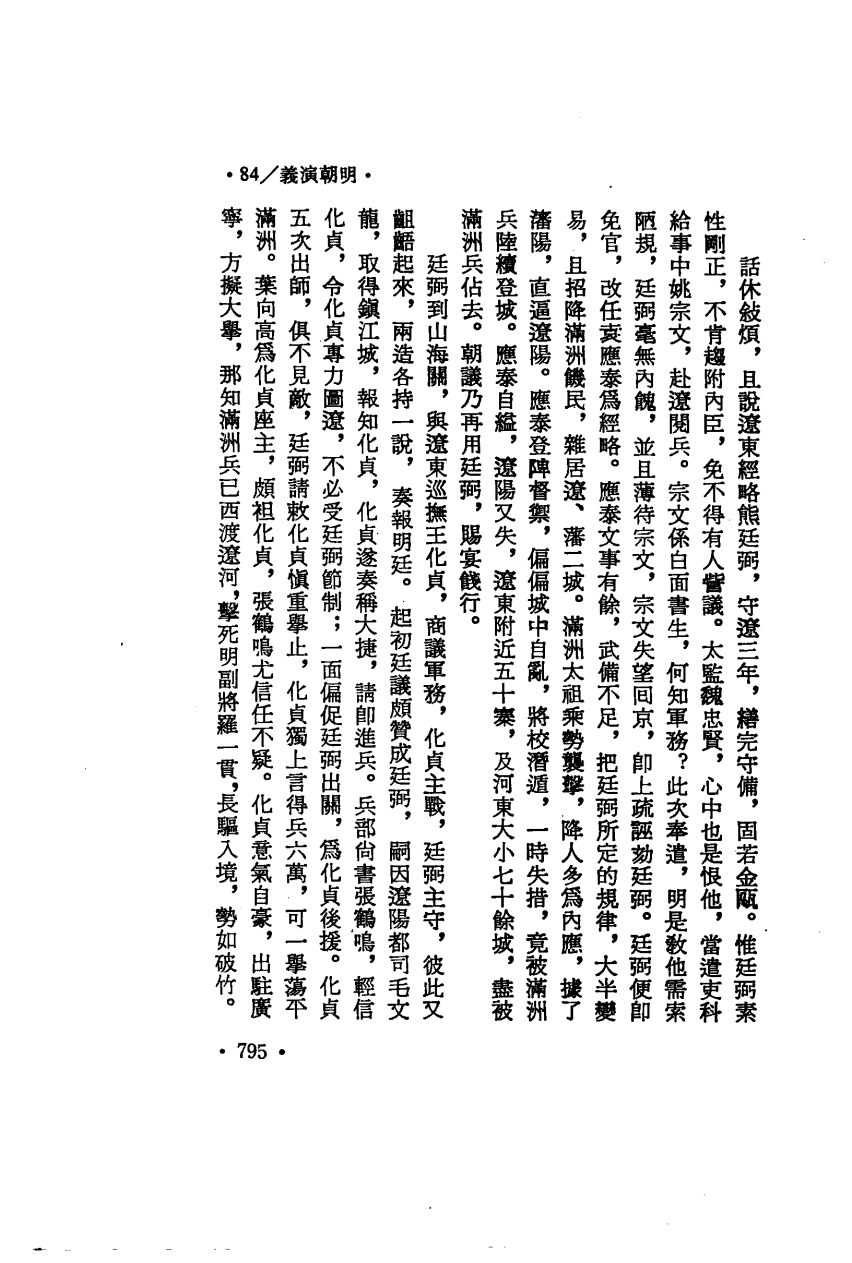 ·84/義演朝明·
話休敍煩，且說遼東經略熊廷弼，守遼三年，繕完守備，固若金甌。惟廷弼素
性剛正，不肯趨附內臣，免不得有人訾議。太監魏忠賢，心中也是恨他，當遣吏科
給事中姚宗文，赴遼閱兵。宗文係白面書生，何知軍務？此次奉遣，明是敎他需索
陋規，廷弼毫無內餽，並且薄待宗文，宗文失望囘京，卽上疏誣劾廷弼。廷弼便卽
免官，改任袁應泰爲經略。應泰文事有餘，武備不足，把廷弼所定的規律，大半變
易，且招降滿洲饑民，雜居遼、藩二城。滿洲太祖乘勢襲擊，降人多爲內應，據了
瀋陽，直逼遼陽。應泰登陴督禦，偏偏城中自亂，將校潛遁，一時失措，竟被滿洲
兵陸續登城。應泰自縊，遼陽又失，遼東附近五十寨，及河東大小七十餘城，盡被
滿洲兵佔去。朝議乃再用廷弼，賜宴餞行。
廷弼到山海關，與遼東巡撫王化貞，商議軍務，化貞主戰，廷弼主守，彼此又
齟齬起來，兩造各持一說，奏報明廷。起初廷議頗贊成廷弼，嗣因遼陽都司毛文
龍，取得鎭江城，報知化貞，化貞遂奏稱大捷，請卽進兵。兵部尙書張鶴鳴，輕信
化貞，令化貞專力圖遼，不必受廷弼節制；一面偏促廷弼出關，爲化貞後援。化貞
五次出師，俱不見敵，廷弼請敕化貞愼重擧止，化貞獨上言得兵六萬，可一擧蕩平
滿洲。葉向高爲化貞座主，頗袒化貞，張鶴鳴尤信任不疑。化貞意氣自豪，出駐廣
寧，方擬大擧，那知滿洲兵已西渡遼河，擊死明副將羅一貫，長驅入境，勢如破竹。
·795·